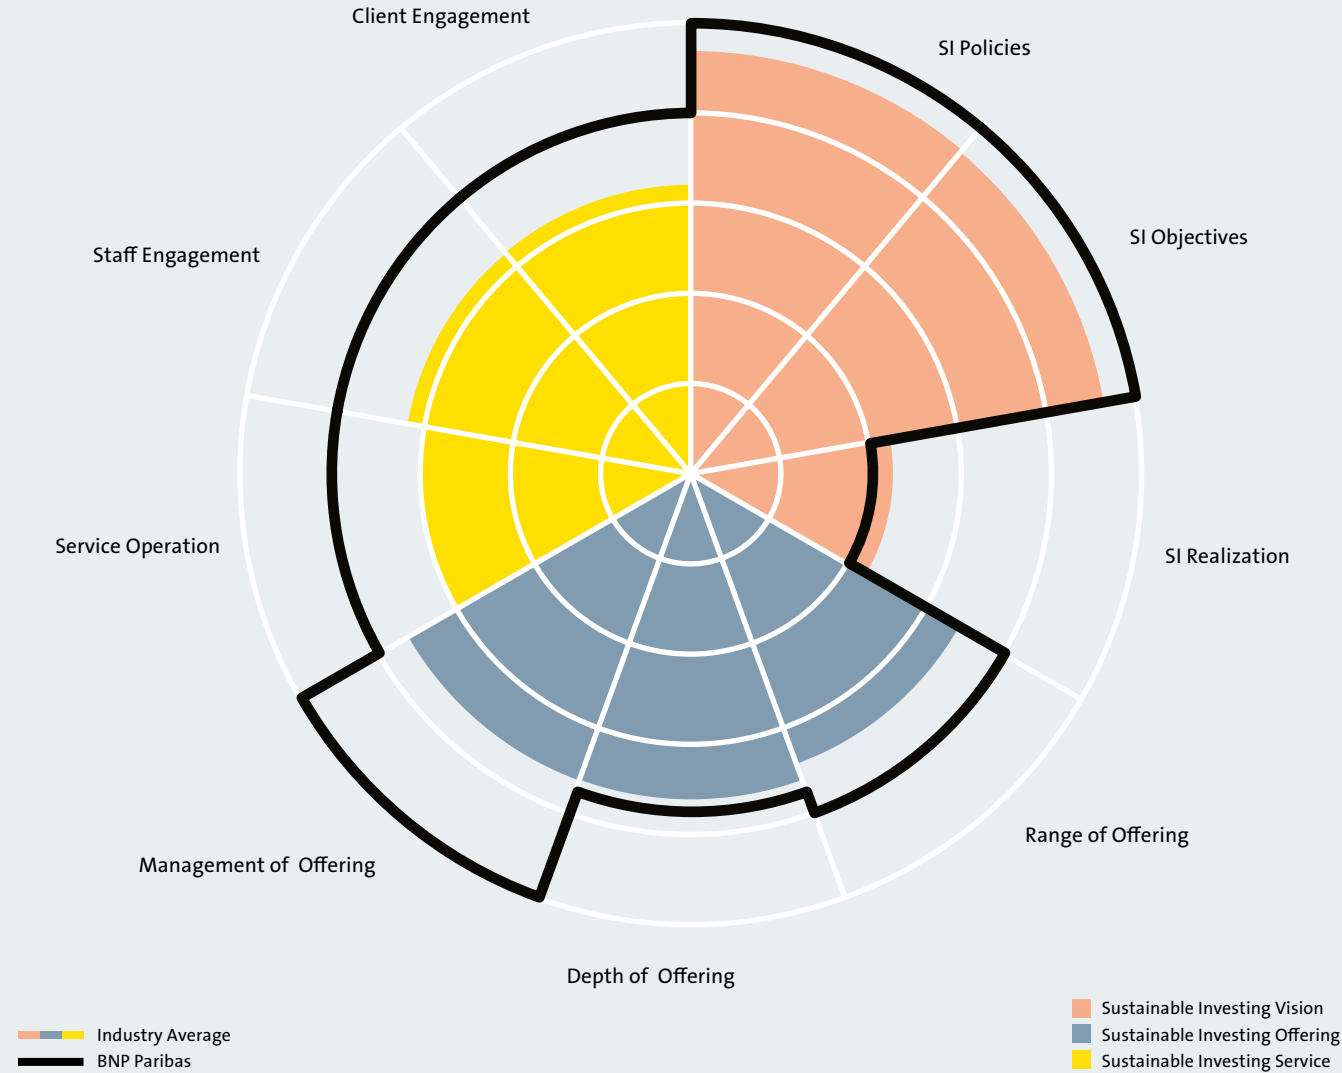 Client Engagement
SI Policies
SI Objectives
Staff Engagement
Service Operation
SI Realization
Range of Offering
Management of Offering
Depth of Offering
Industry Average
BNP Paribas
Sustainable Investing Vision
Sustainable Investing Offering
Sustainable Investing Service